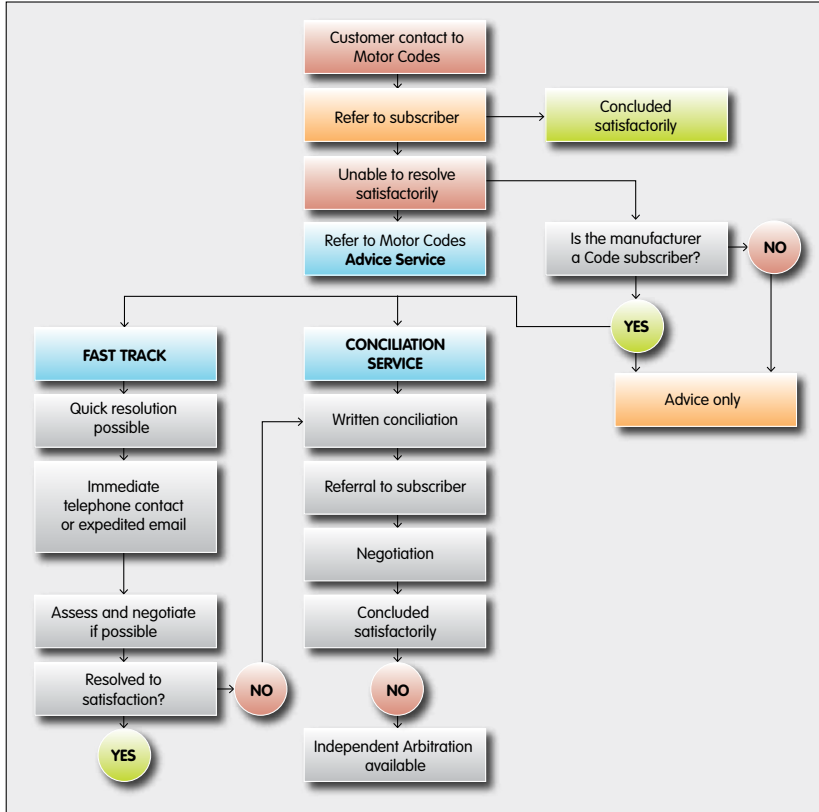 Customer contact to
Motor Codes
Refer to subscriber
Concluded
satisfactorily
Unable to resolve
satisfactorily
Refer to Motor Codes
Advice Service
Is the manufacturer
a Code subscriber?
NO
YES
Advice only
FAST TRACK
Quick resolution
possible
Immediate
telephone contact
or expedited email
Assess and negotiate
if possible
Resolved to
satisfaction?
NO
YES
CONCILIATION
SERVICE
Written conciliation
Referral to subscriber
Negotiation
Concluded
satisfactorily
NO
Independent Arbitration
available